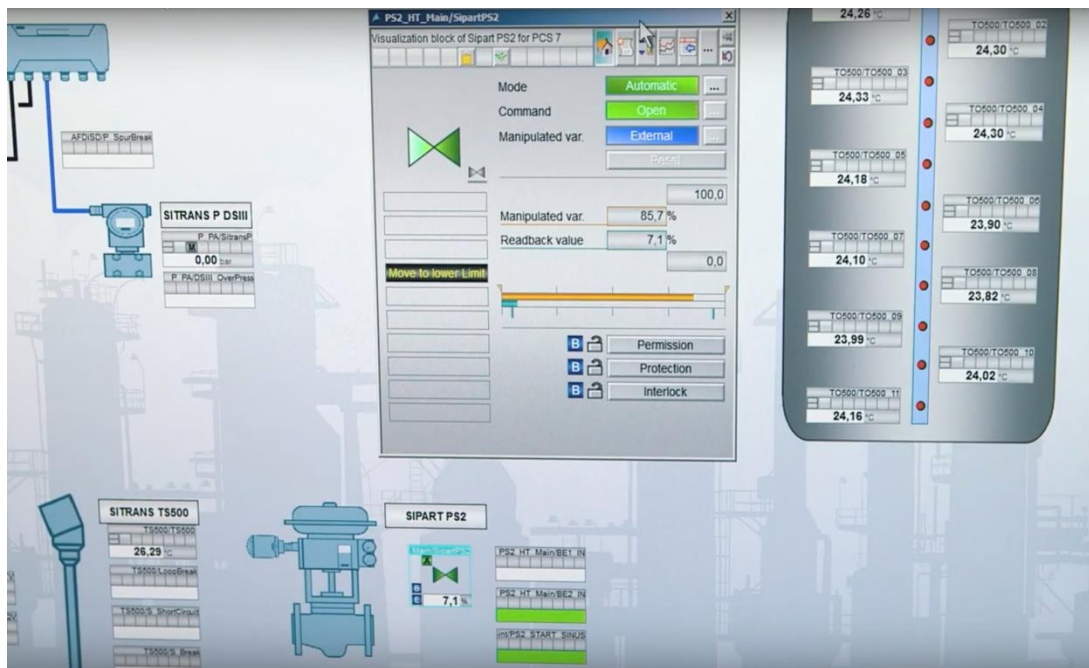 PS2_HT_Main/SipartPS2
Visualization block of Sipart PS2 for PCS 7
...
Mode
Automatic
...
Command
Open
...
Manipulated var.
External
...
Reset
100,0
Manipulated var.
85,7 %
Readback value
7,1 %
0,0
Move to lower Limit
B
Permission
B
Protection
B
Interlock
AFDiSD/P_SpurBreak
SITRANS P DSIII
P_PA/SitransP
M
0,00 bar
P_PA/DSIII_OverPress
24,26 °C
TO500/TO500_02
24,30 °C
TO500/TO500_03
24,33 °C
TO500/TO500_04
24,30 °C
TO500/TO500_05
24,18 °C
TO500/TO500_06
23,90 °C
TO500/TO500_07
24,10 °C
TO500/TO500_08
23,82 °C
TO500/TO500_09
23,99 °C
TO500/TO500_10
24,02 °C
TO500/TO500_11
24,16 °C
SITRANS TS500
TS500/TS500
26,29 °C
TS500/LoopBreak
TS500/S_ShortCircuit
TS500/S_Break
SIPART PS2
Main/SipartPS2
A
B
E
7,1 %
PS2_HT_Main/BE1_IN
PS2_HT_Main/BE2_IN
int/PS2_START_SINUS